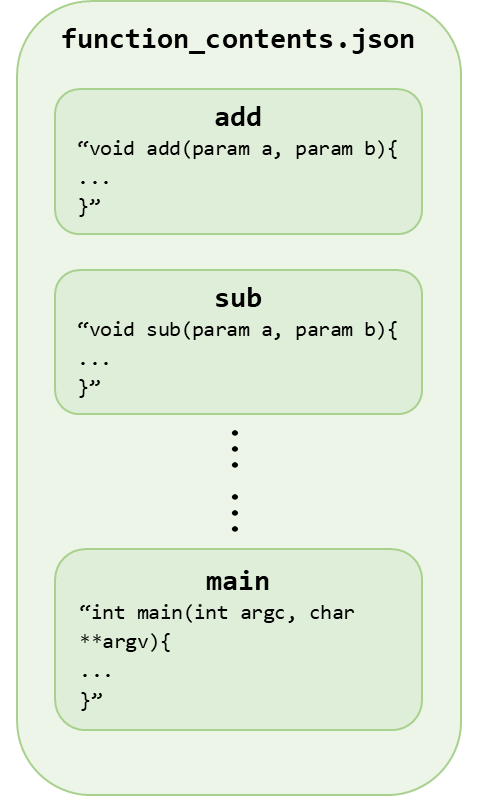 function_contents.json
add
“void add(param a, param b){
...
}”
sub
“void sub(param a, param b){
...
}”
main
“int main(int argc, char
**argv){
...
}”